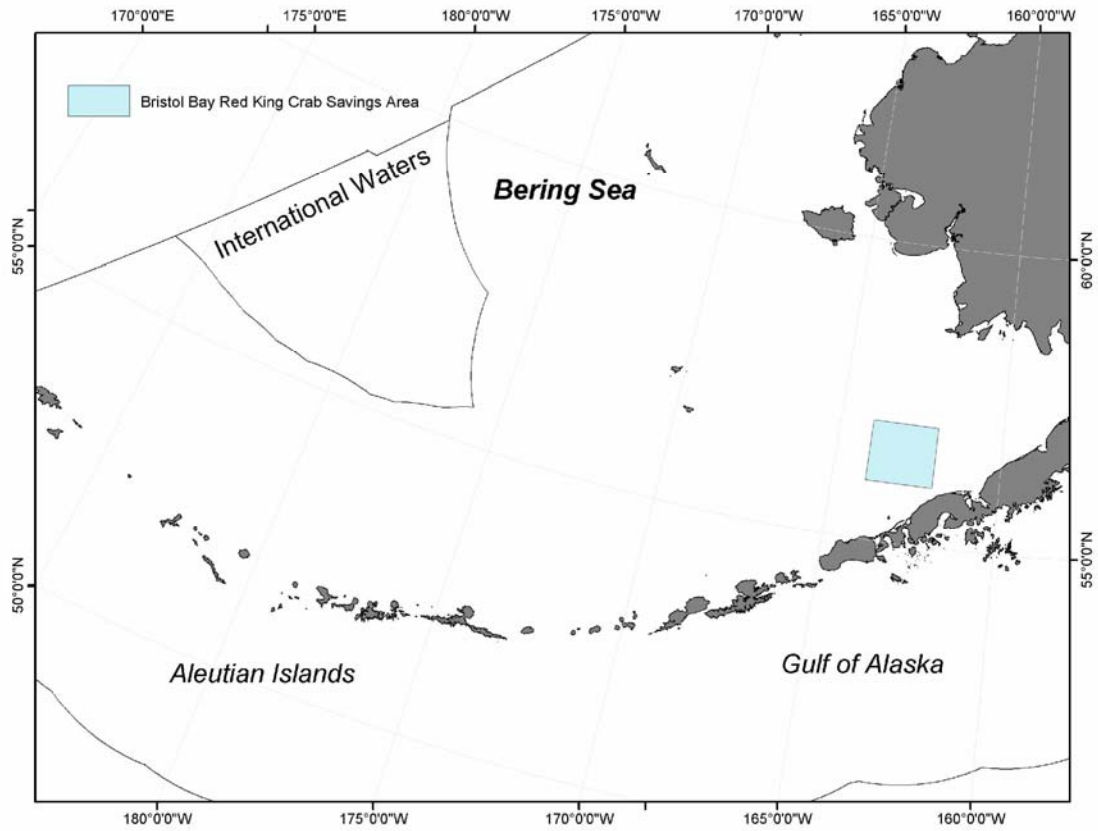 170°0'0"E 175°0'0"E 180°0'0" 175°0'0"W 170°0'0"W 165°0'0"W 160°0'0"W
Bristol Bay Red King Crab Savings Area
International Waters
Bering Sea
55°0'0"N
60°0'0"N
50°0'0"N
55°0'0"N
Aleutian Islands
Gulf of Alaska
180°0'0" 175°0'0"W 170°0'0"W 165°0'0"W 160°0'0"W